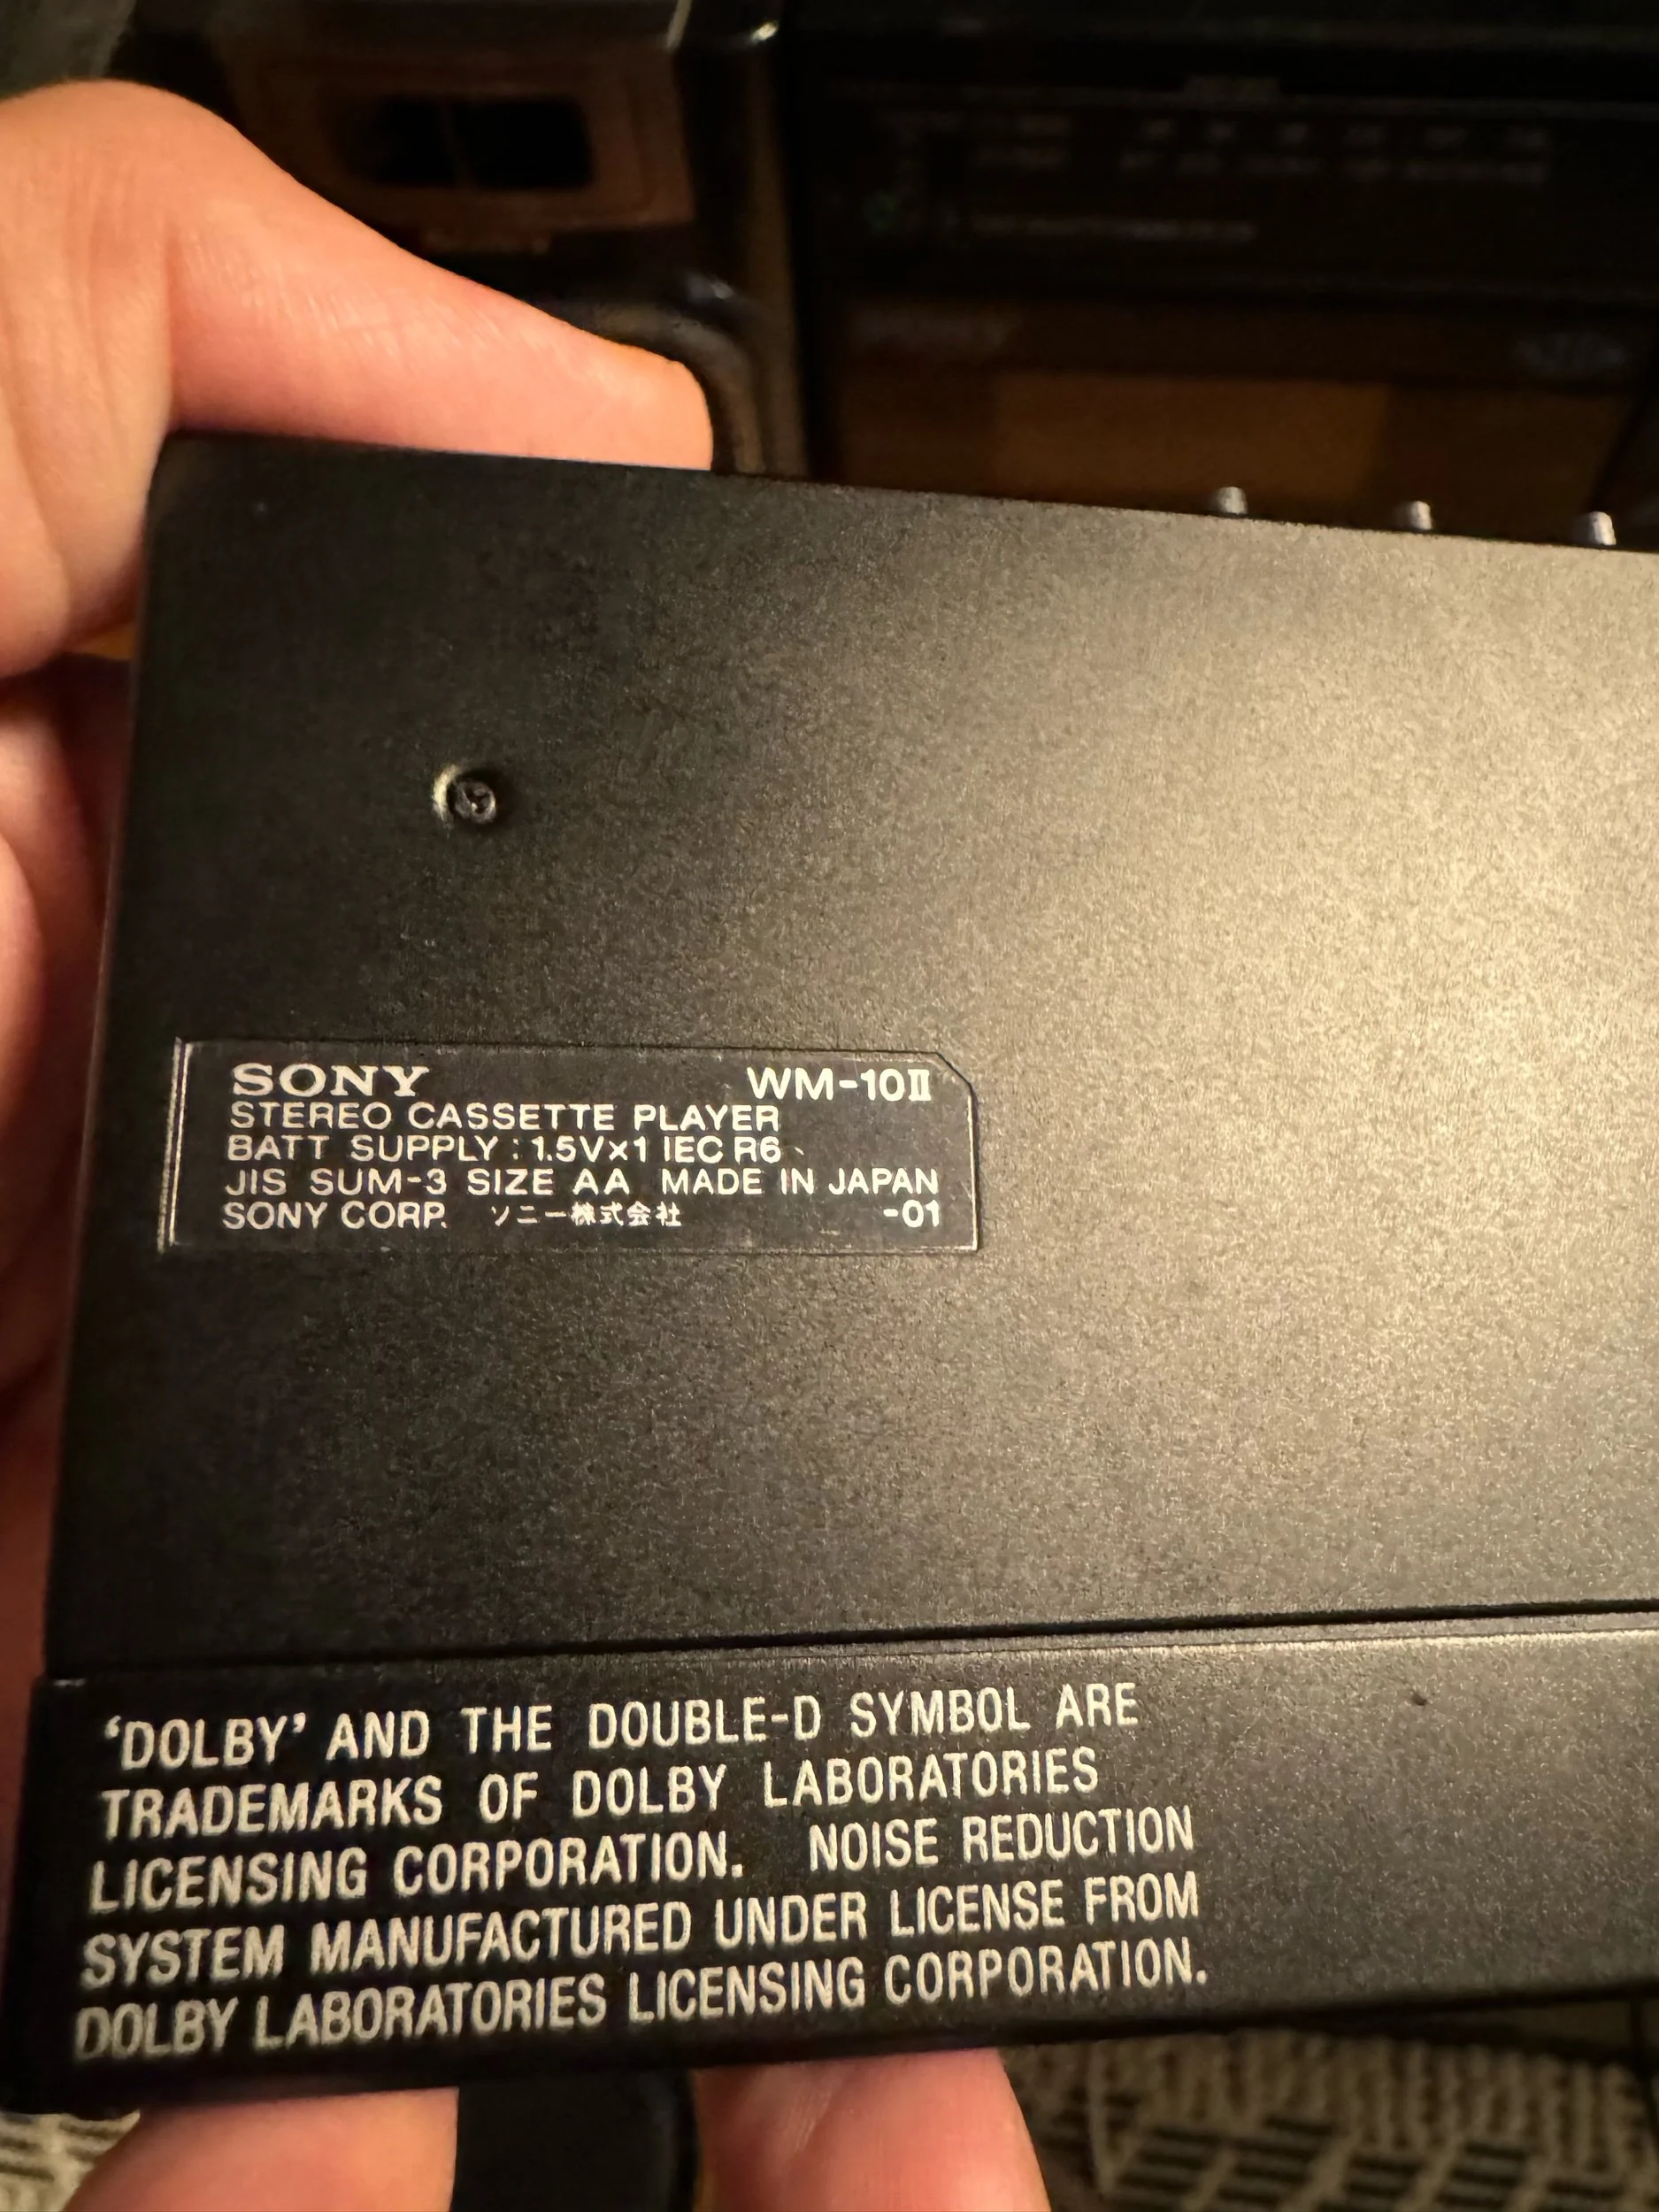 SONY WM-10II
STEREO CASSETTE PLAYER
BATT SUPPLY : 1.5V×1 IEC R6
JIS SUM-3 SIZE AA MADE IN JAPAN
SONY CORP. ソニー株式会社 -01
‘DOLBY’ AND THE DOUBLE-D SYMBOL ARE
TRADEMARKS OF DOLBY LABORATORIES
LICENSING CORPORATION. NOISE REDUCTION
SYSTEM MANUFACTURED UNDER LICENSE FROM
DOLBY LABORATORIES LICENSING CORPORATION.